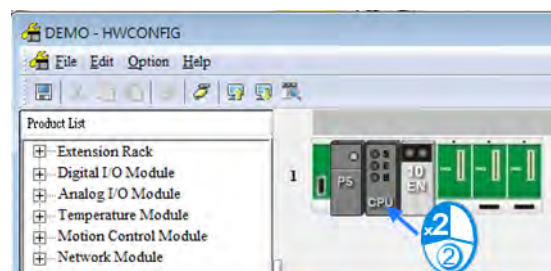 DEMO - HWCONFIG
File Edit Option Help
Product List
Extension Rack
Digital I/O Module
Analog I/O Module
Temperature Module
Motion Control Module
Network Module
1
PS
CPU
10
EN
x2
②